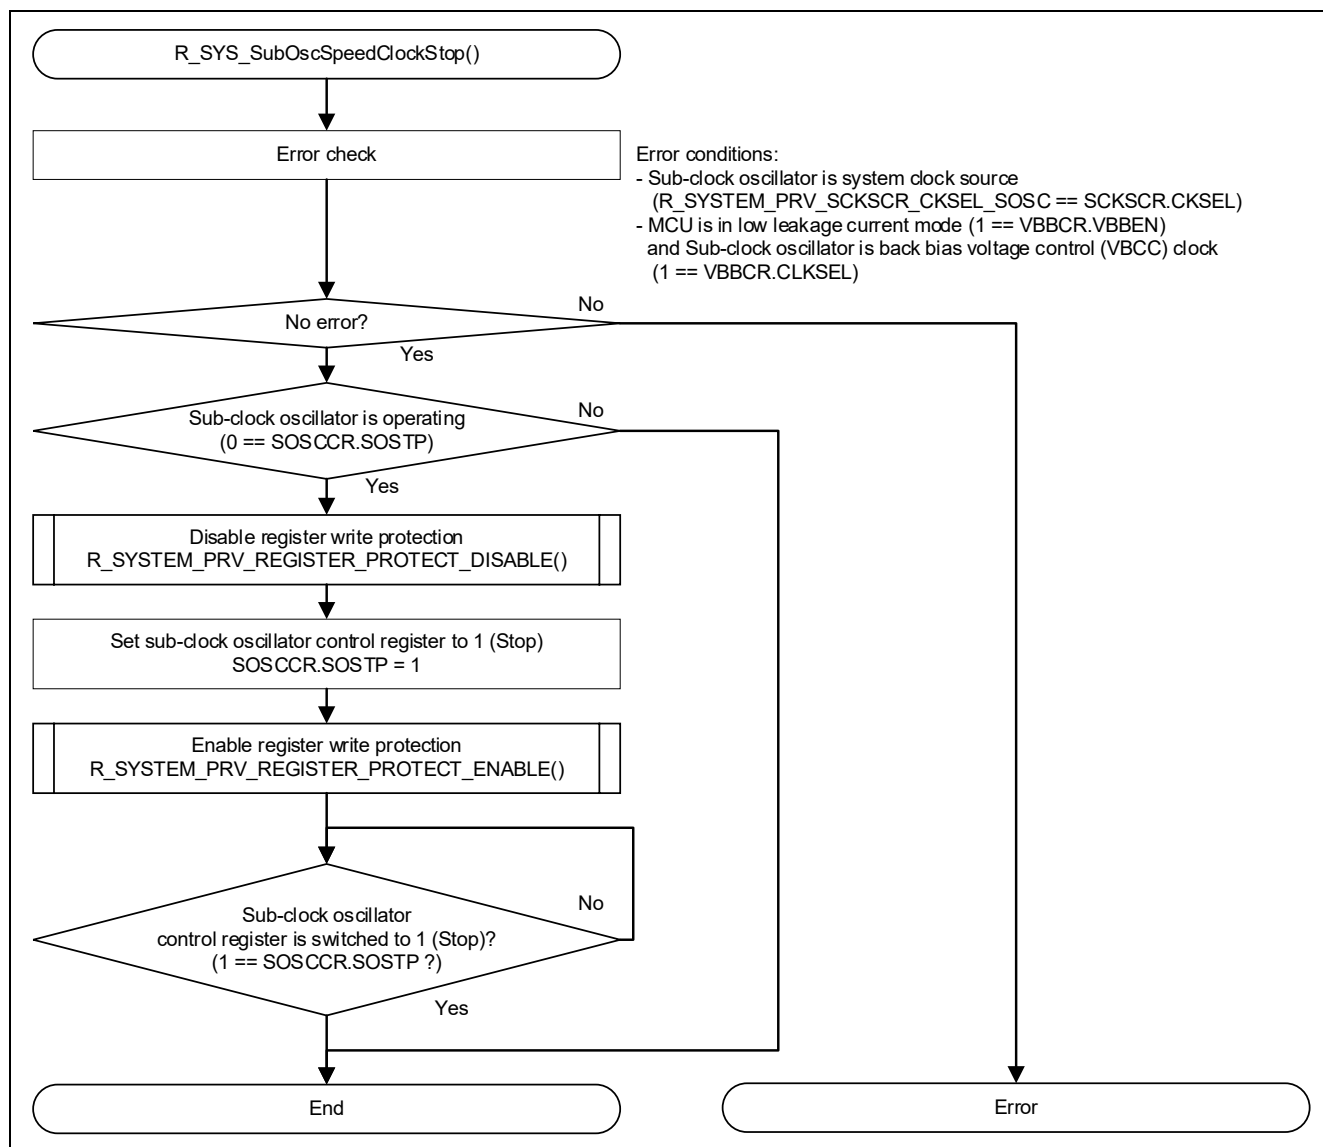 R_SYS_SubOscSpeedClockStop()
Error check
Error conditions:
- Sub-clock oscillator is system clock source
(R_SYSTEM_PRV_SCKSCR_CKSEL_SOSC == SCKSCR.CKSEL)
- MCU is in low leakage current mode (1 == VBBCR.VBBEN)
and Sub-clock oscillator is back bias voltage control (VBCC) clock
(1 == VBBCR.CLKSEL)
No error?
No
Yes
Sub-clock oscillator is operating
(0 == SOSCCR.SOSTP)
No
Yes
Disable register write protection
R_SYSTEM_PRV_REGISTER_PROTECT_DISABLE()
Set sub-clock oscillator control register to 1 (Stop)
SOSCCR.SOSTP = 1
Enable register write protection
R_SYSTEM_PRV_REGISTER_PROTECT_ENABLE()
Sub-clock oscillator
control register is switched to 1 (Stop)?
(1 == SOSCCR.SOSTP ?)
No
Yes
End
Error